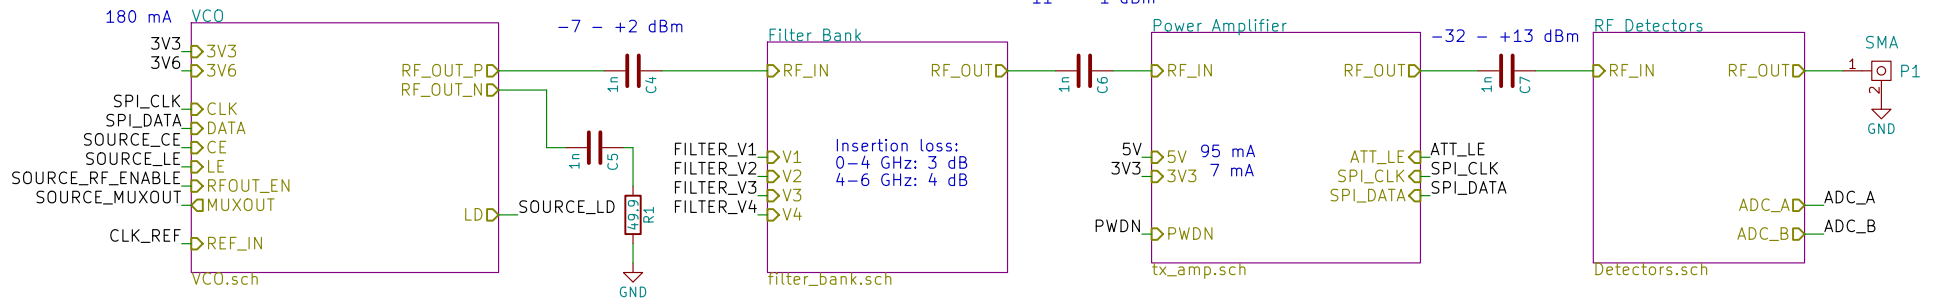 180 mA
VCO
3V3
3V6
SPI_CLK
SPI_DATA
SOURCE_CE
SOURCE_LE
SOURCE_RF_ENABLE
SOURCE_MUXOUT
CLK_REF
3V3
3V6
CLK
DATA
CE
LE
RFOUT_EN
MUXOUT
REF_IN
RF_OUT_P
RF_OUT_N
LD
SOURCE_LD
VCO.sch
-7 - +2 dBm
1n
C4
1n
C5
49.9
R1
GND
Filter Bank
RF_IN
RF_OUT
FILTER_V1
FILTER_V2
FILTER_V3
FILTER_V4
V1
V2
V3
V4
Insertion loss:
0-4 GHz: 3 dB
4-6 GHz: 4 dB
filter_bank.sch
dBm
1n
C6
Power Amplifier
RF_IN
RF_OUT
5V
3V3
PWDN
5V
3V3
PWDN
95 mA
7 mA
ATT_LE
SPI_CLK
SPI_DATA
ATT_LE
SPI_CLK
SPI_DATA
tx_amp.sch
-32 - +13 dBm
1n
C7
RF Detectors
RF_IN
RF_OUT
ADC_A
ADC_B
ADC_A
ADC_B
Detectors.sch
SMA
1
P1
2
GND